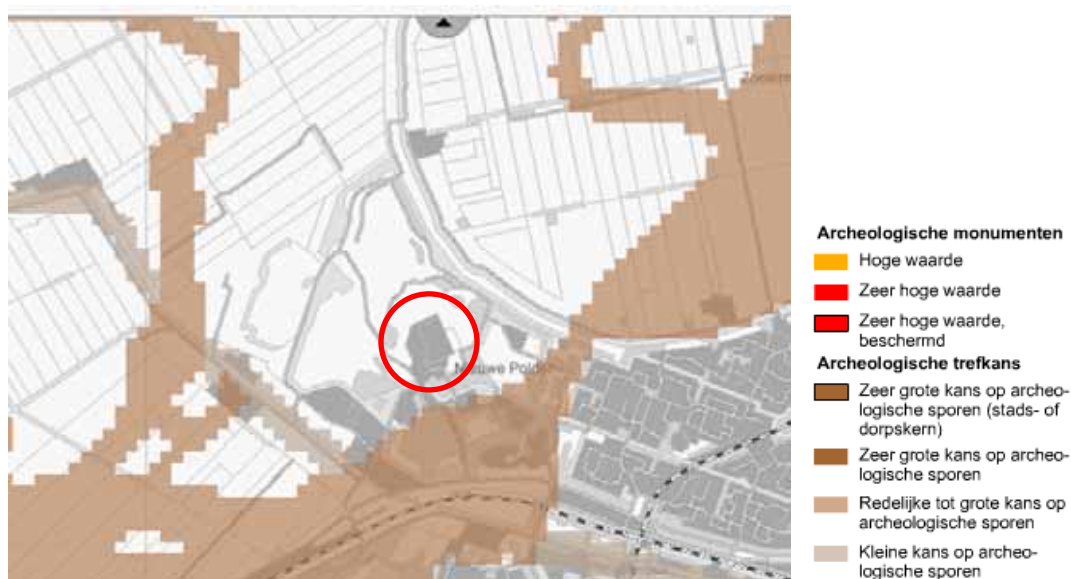 Nieuwe Pold
Archeologische monumenten
Hoge waarde
Zeer hoge waarde
Zeer hoge waarde,
beschermd
Archeologische trefkans
Zeer grote kans op archeo-
logische sporen (stads- of
dorpskern)
Zeer grote kans op archeo-
logische sporen
Redelijke tot grote kans op
archeologische sporen
Kleine kans op archeo-
logische sporen